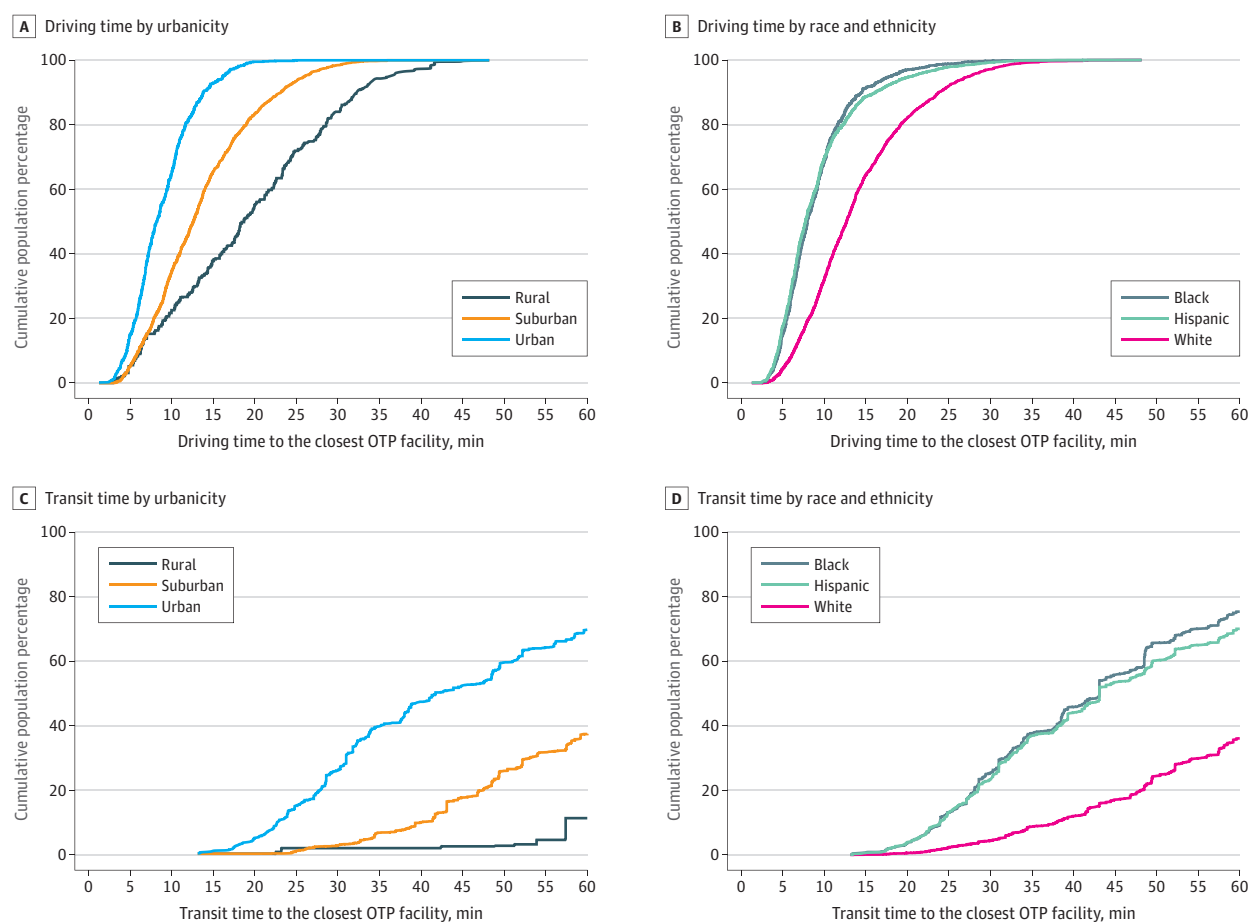 A Driving time by urbanicity
100
80
60
40
20
0
Cumulative population percentage
Rural
Suburban
Urban
0 5 10 15 20 25 30 35 40 45 50 55 60
Driving time to the closest OTP facility, min
B Driving time by race and ethnicity
100
80
60
40
20
0
Cumulative population percentage
Black
Hispanic
White
0 5 10 15 20 25 30 35 40 45 50 55 60
Driving time to the closest OTP facility, min
C Transit time by urbanicity
100
80
60
40
20
0
Cumulative population percentage
Rural
Suburban
Urban
0 5 10 15 20 25 30 35 40 45 50 55 60
Transit time to the closest OTP facility, min
D Transit time by race and ethnicity
100
80
60
40
20
0
Cumulative population percentage
Black
Hispanic
White
0 5 10 15 20 25 30 35 40 45 50 55 60
Transit time to the closest OTP facility, min